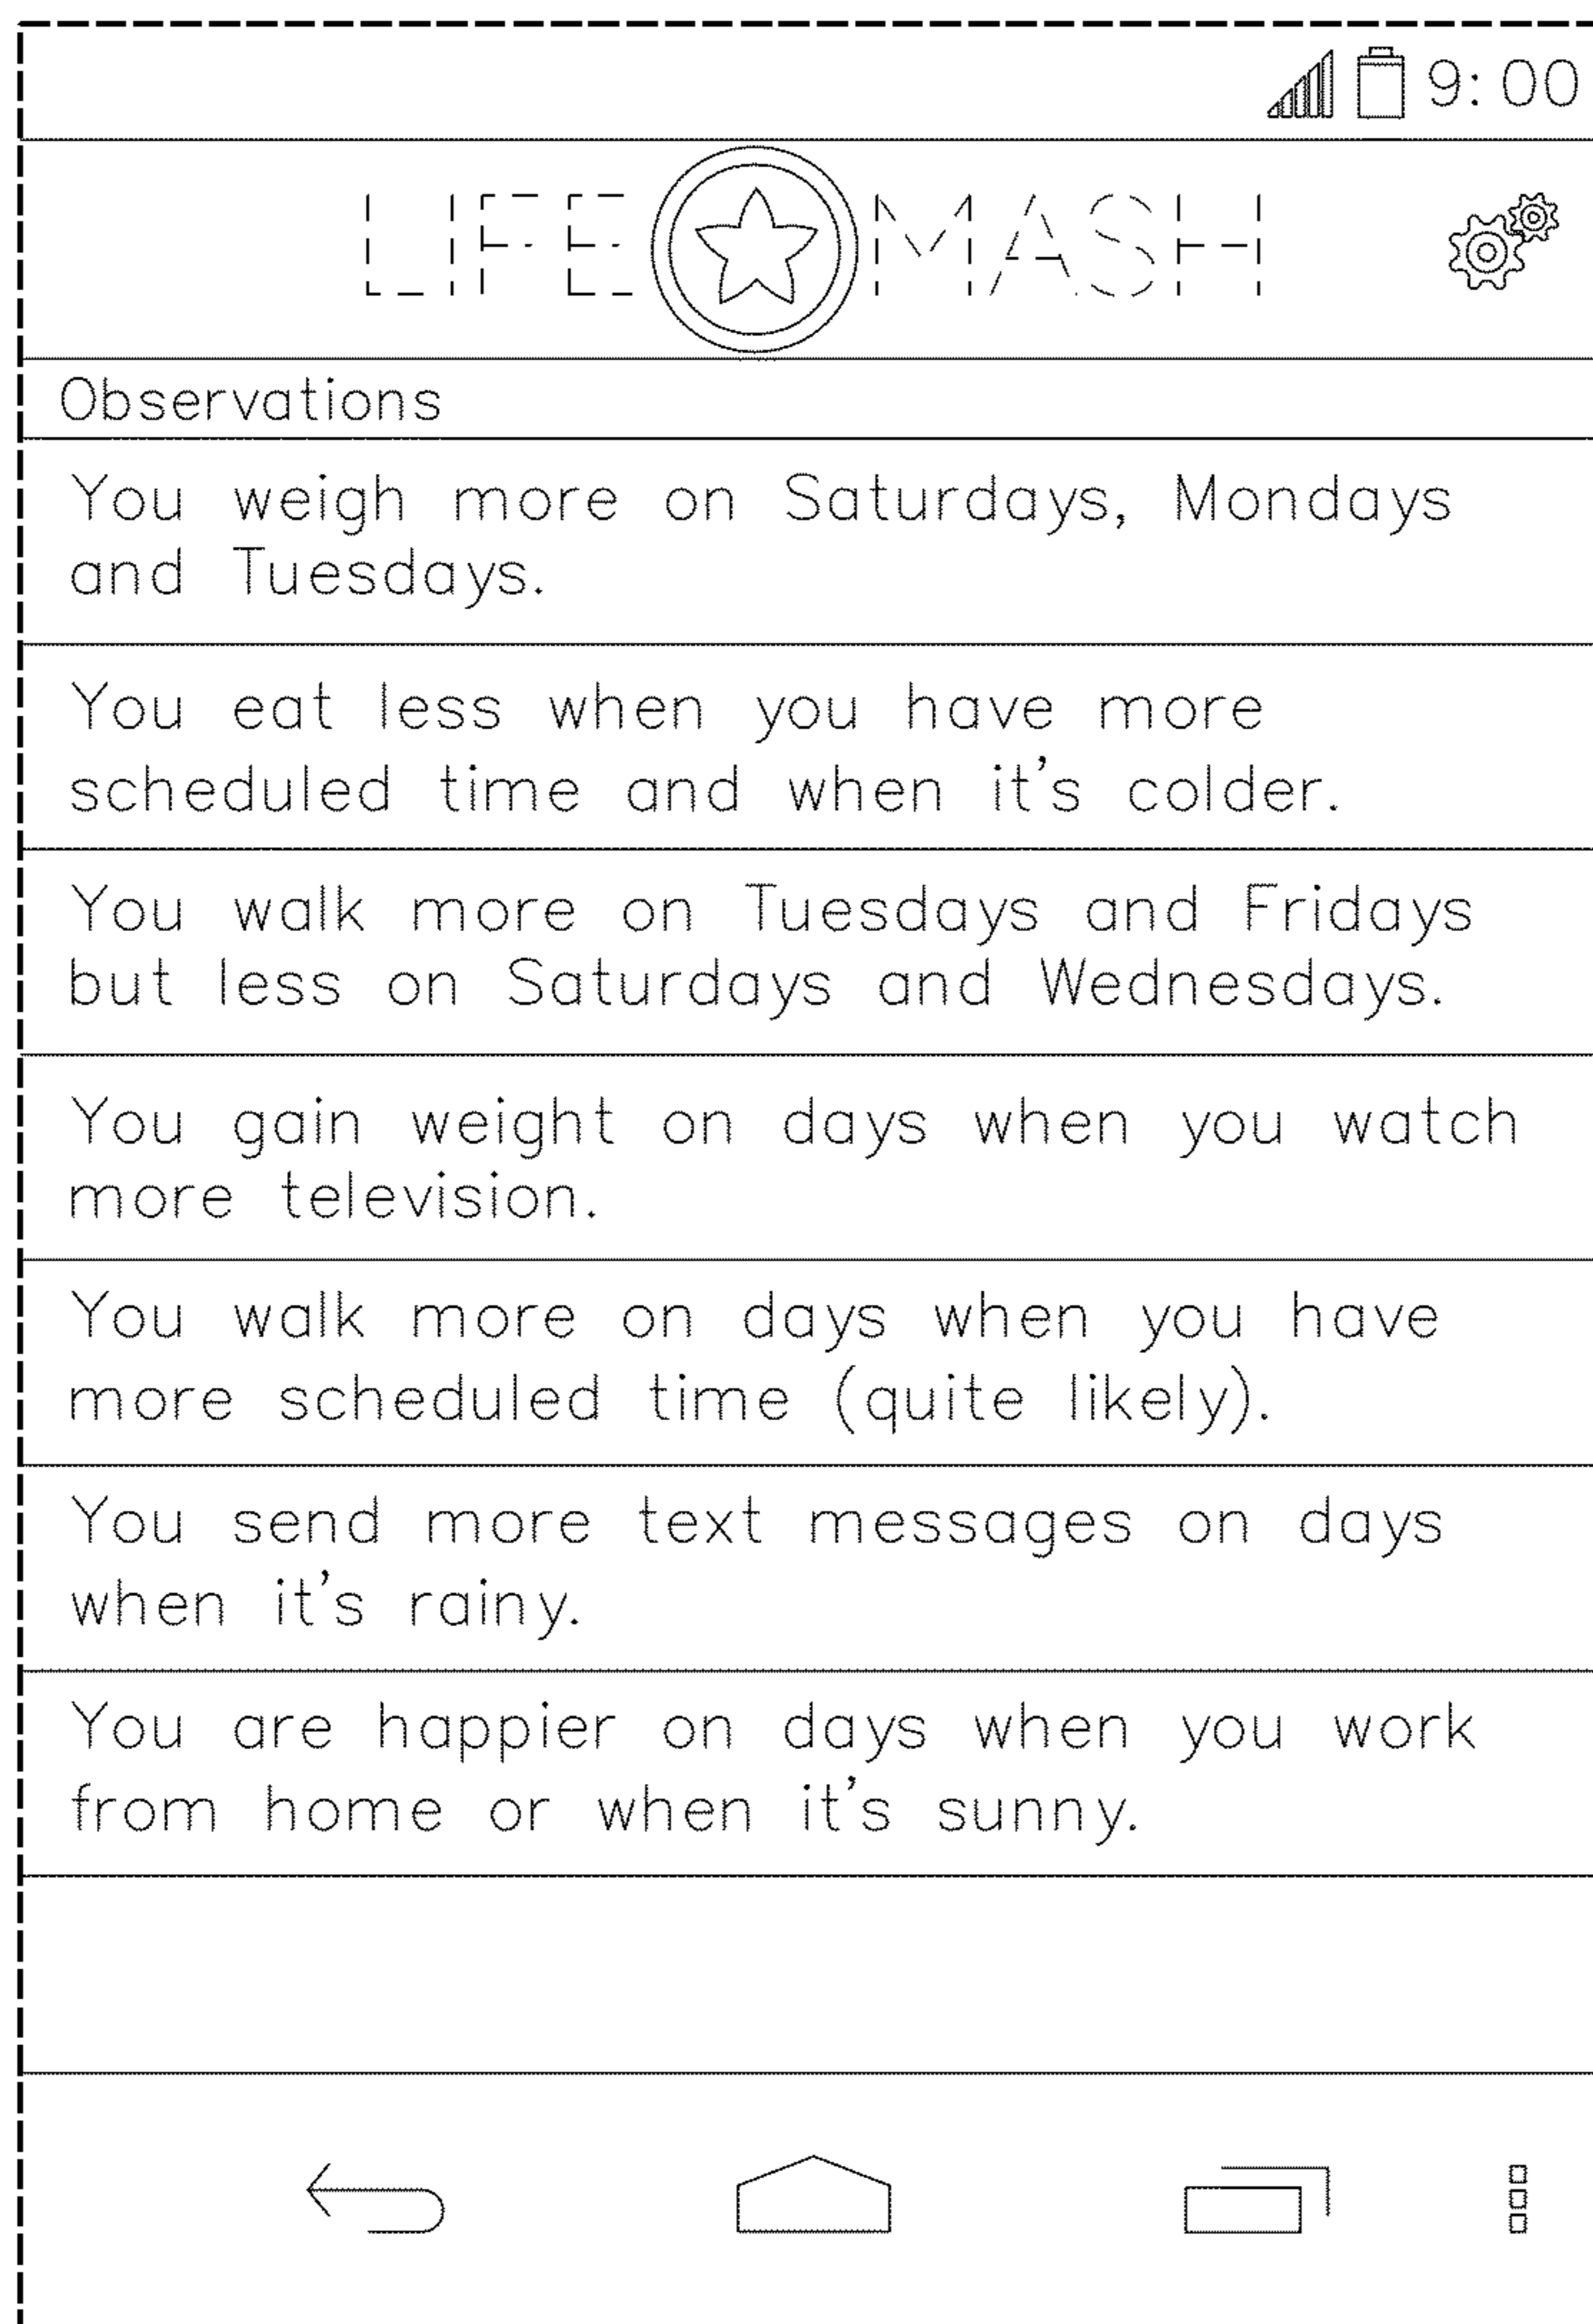 9:00
LIFE MASH
Observations
You weigh more on Saturdays, Mondays
and Tuesdays.
You eat less when you have more
scheduled time and when it's colder.
You walk more on Tuesdays and Fridays
but less on Saturdays and Wednesdays.
You gain weight on days when you watch
more television.
You walk more on days when you have
more scheduled time (quite likely).
You send more text messages on days
when it's rainy.
You are happier on days when you work
from home or when it's sunny.